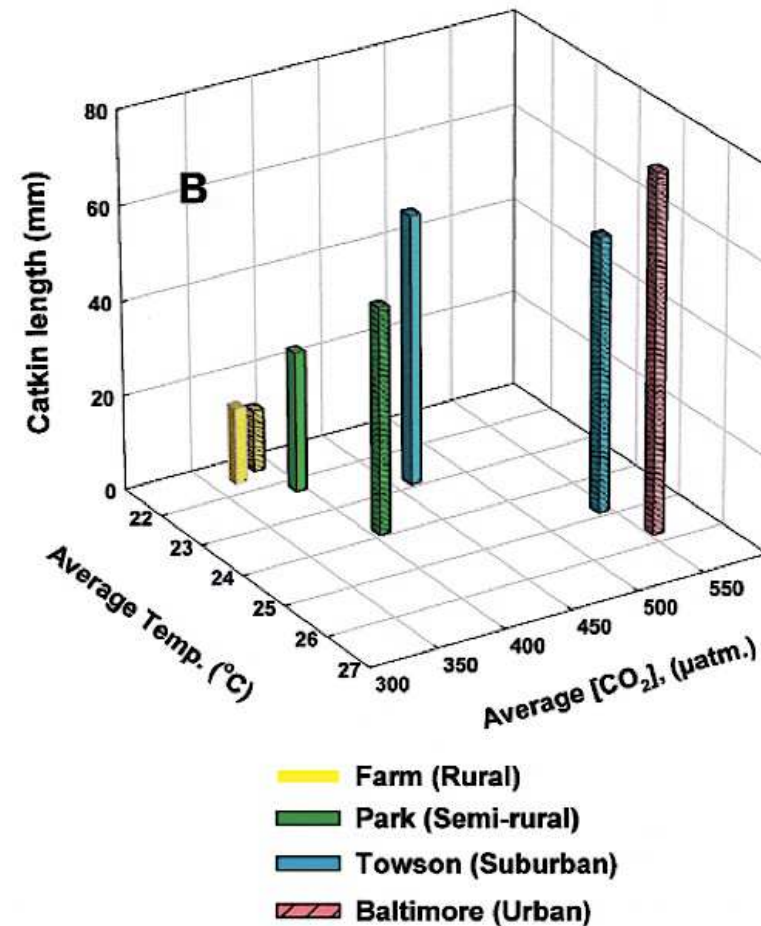 80
B
60
40
20
0
Catkin length (mm)
22
23
24
25
26
27
Average Temp. (°C)
300
350
400
450
500
550
Average [CO₂], (µatm.)
Farm (Rural)
Park (Semi-rural)
Towson (Suburban)
Baltimore (Urban)